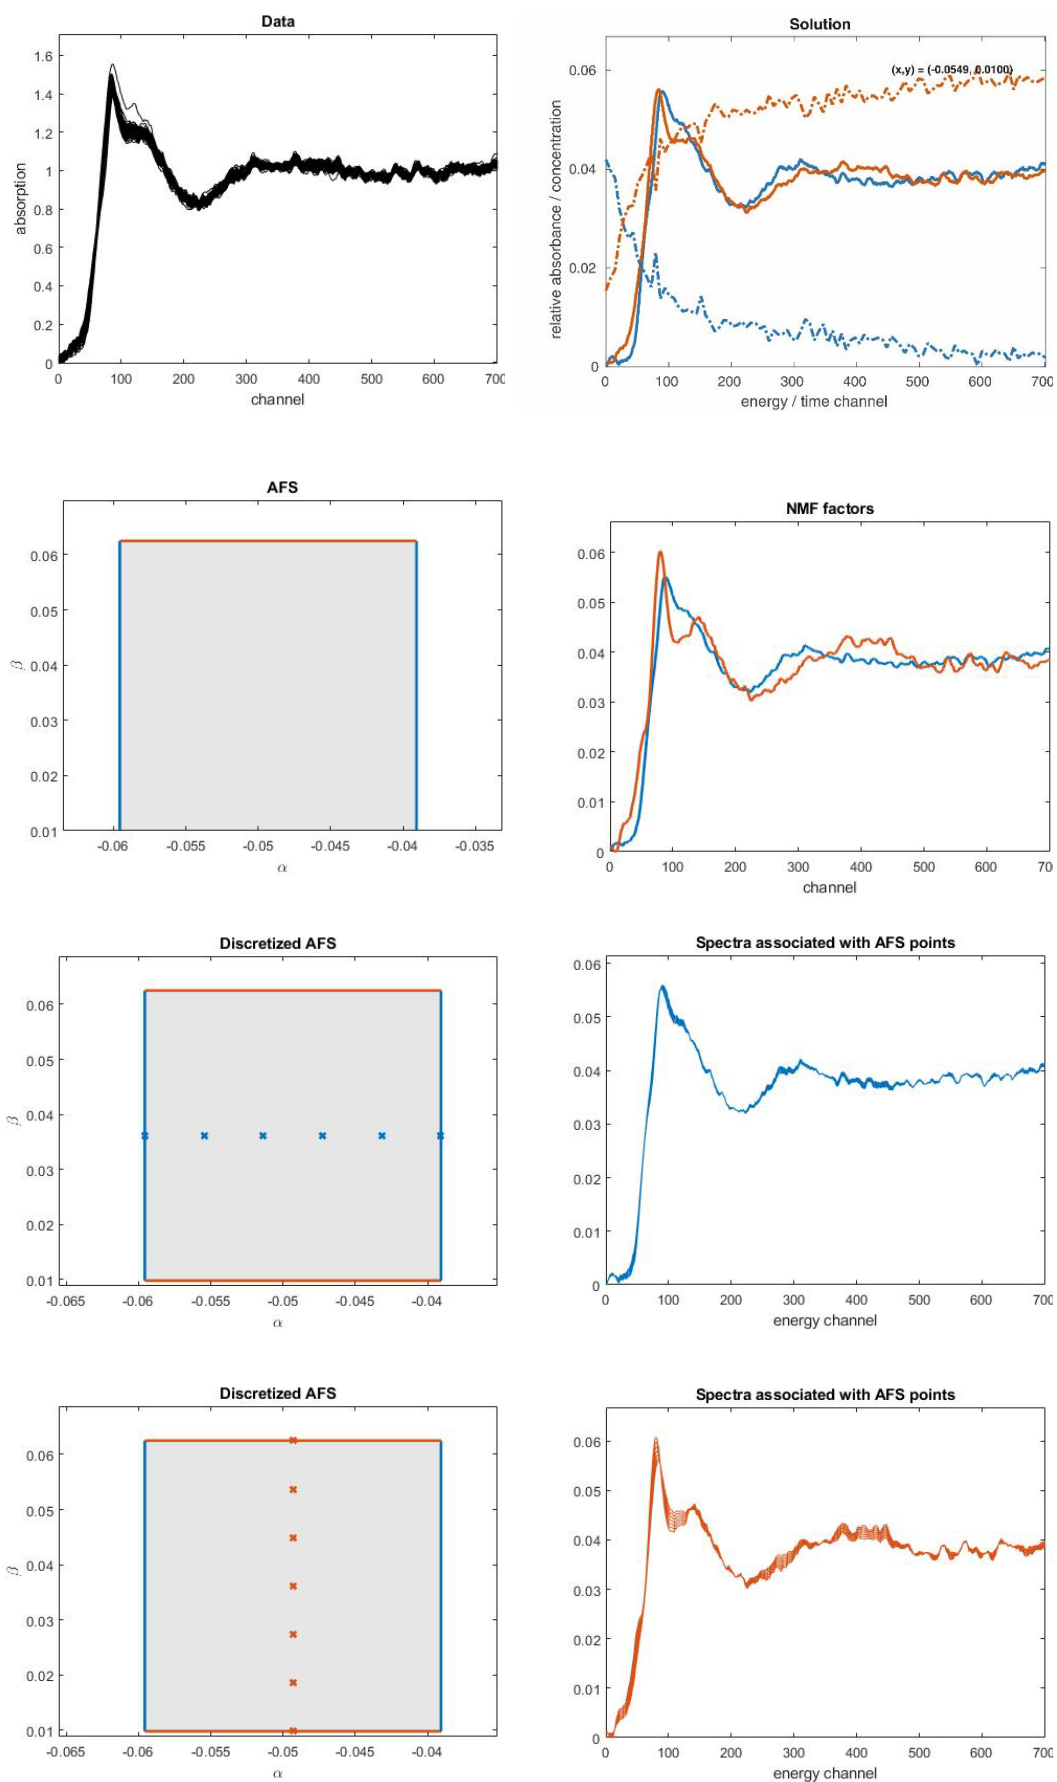 Data
absorption
1.6
1.4
1.2
1
0.8
0.6
0.4
0.2
0
0 100 200 300 400 500 600 700
channel
Solution
relative absorbance / concentration
(x,y) = (-0.0549, 0.0100)
0.06
0.04
0.02
0
0 100 200 300 400 500 600 700
energy / time channel
AFS
β
0.06
0.05
0.04
0.03
0.02
0.01
-0.06 -0.055 -0.05 -0.045 -0.04 -0.035
α
NMF factors
0.06
0.05
0.04
0.03
0.02
0.01
0
0 100 200 300 400 500 600 700
channel
Discretized AFS
β
0.06
0.05
0.04
0.03
0.02
0.01
-0.065 -0.06 -0.055 -0.05 -0.045 -0.04
α
Spectra associated with AFS points
0.06
0.05
0.04
0.03
0.02
0.01
0
0 100 200 300 400 500 600 700
energy channel
Discretized AFS
β
0.06
0.05
0.04
0.03
0.02
0.01
-0.065 -0.06 -0.055 -0.05 -0.045 -0.04
α
Spectra associated with AFS points
0.06
0.05
0.04
0.03
0.02
0.01
0
0 100 200 300 400 500 600 700
energy channel